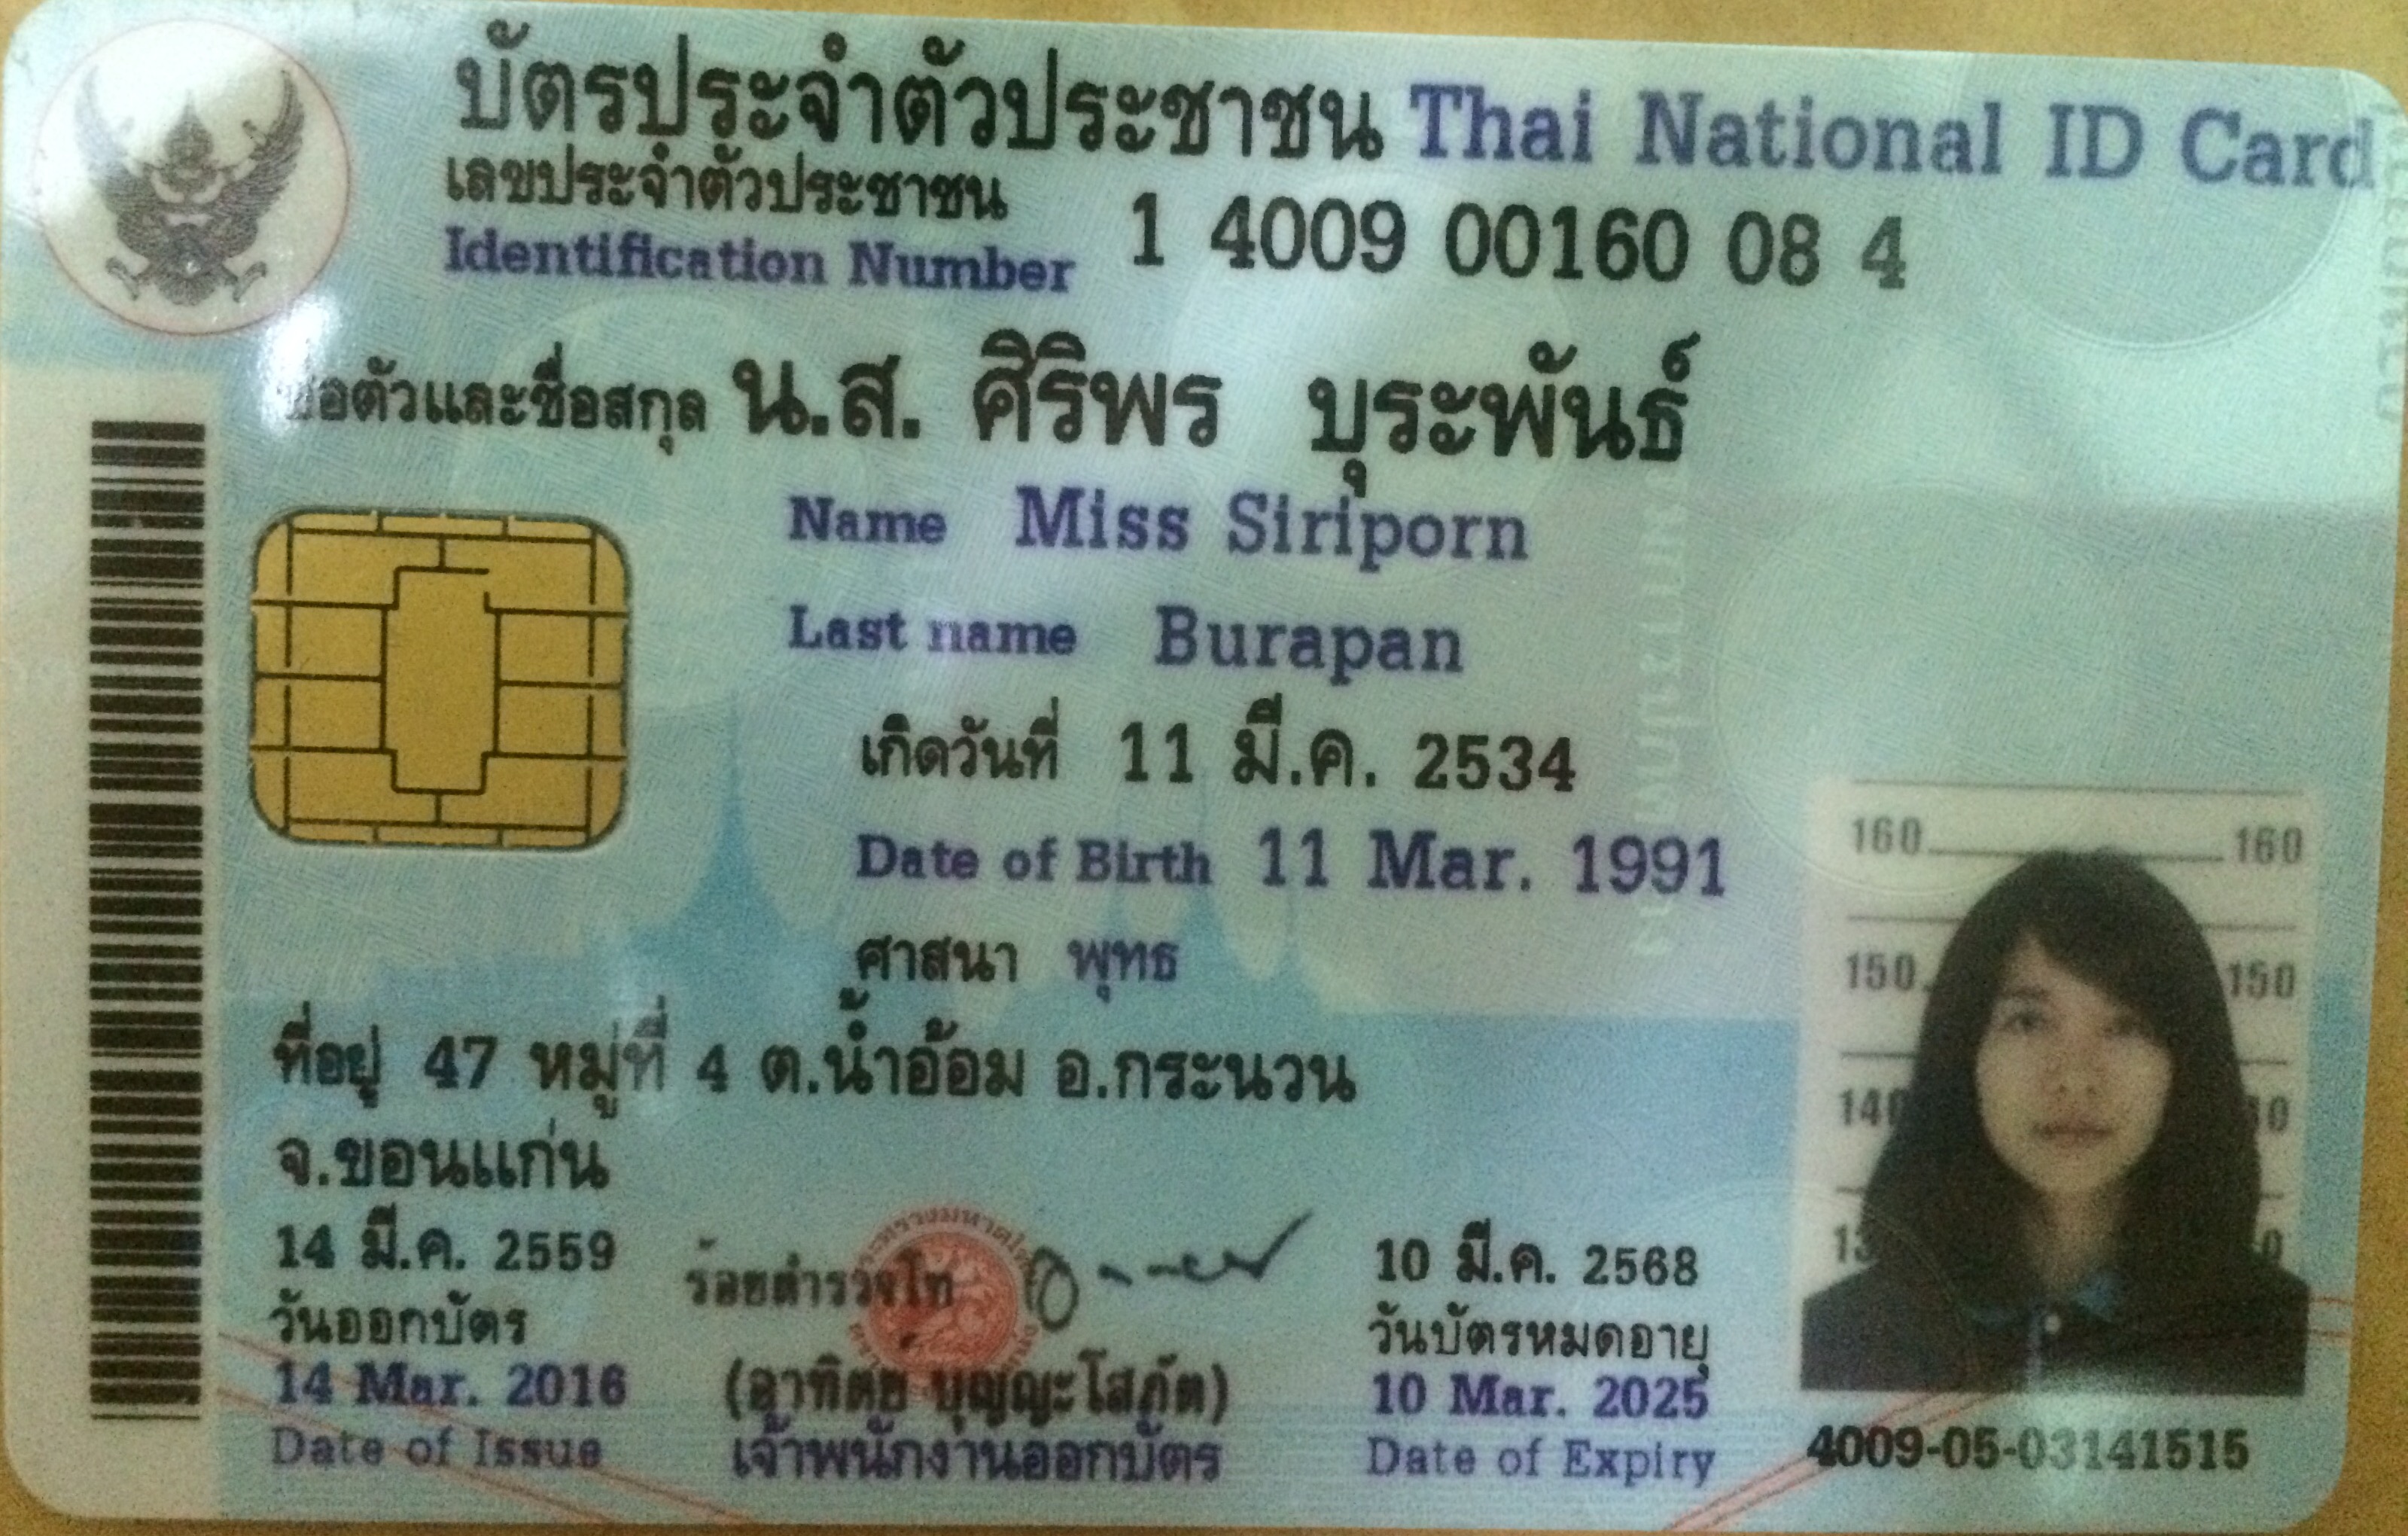 บัตรประจำตัวประชาชน Thai National ID Card
เลขประจำตัวประชาชน
Identification Number 1 4009 00160 08 4
ชื่อตัวและชื่อสกุล น.ส. ศิริพร บุระพันธ์
Name Miss Siriporn
Last name Burapan
เกิดวันที่ 11 มี.ค. 2534
Date of Birth 11 Mar. 1991
ศาสนา พุทธ
ที่อยู่ 47 หมู่ที่ 4 ต.น้ำอ้อม อ.กระนวน
จ.ขอนแก่น
14 มี.ค. 2559
วันออกบัตร
14 Mar. 2016
Date of Issue
ร้อยตำรวจโท
(อาทิตย์ บุญญะโสภัต)
เจ้าพนักงานออกบัตร
10 มี.ค. 2568
วันบัตรหมดอายุ
10 Mar. 2025
Date of Expiry
160 160
150 150
140
4009-05-03141515